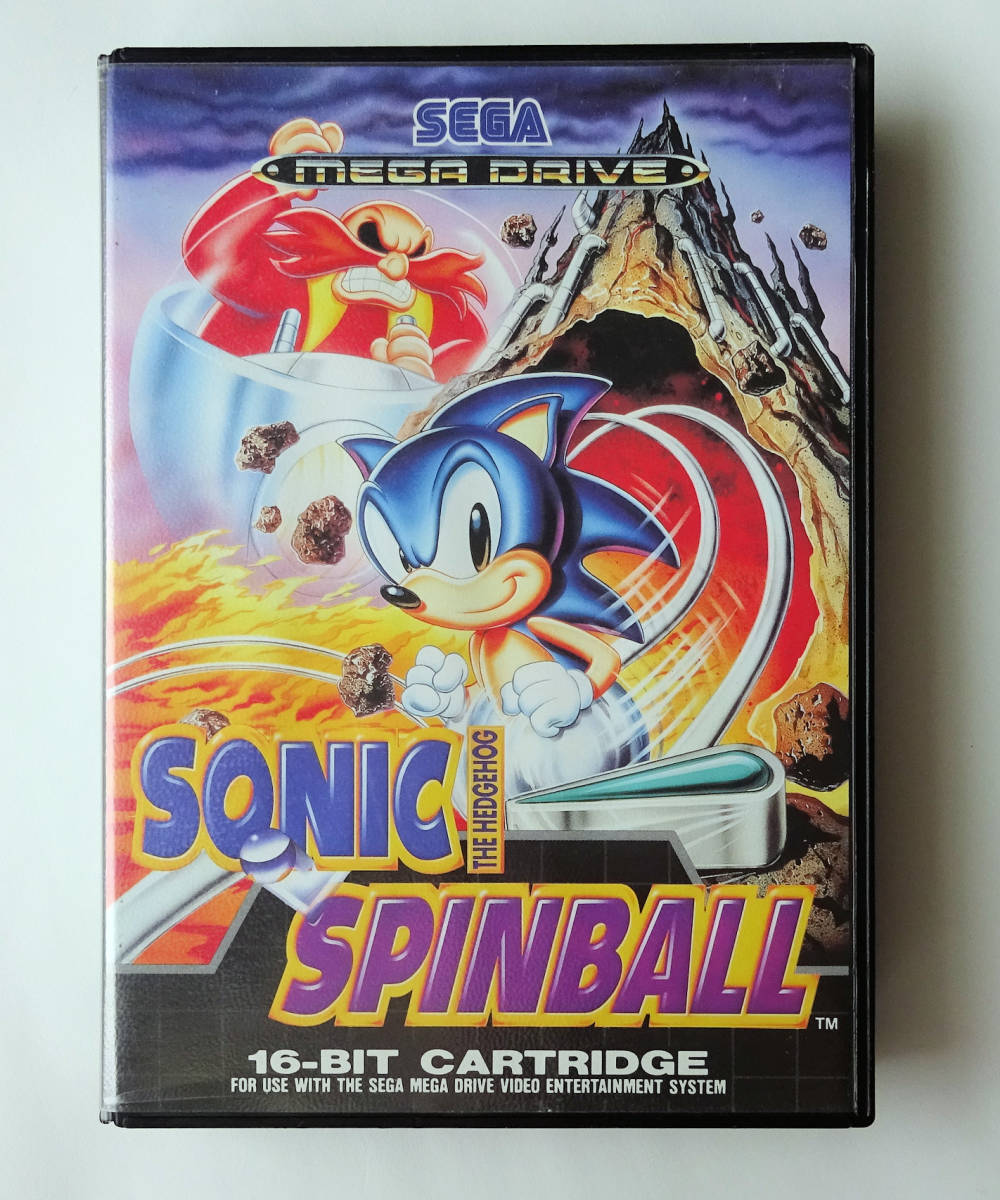 SEGA
MEGA DRIVE
SONIC
THE HEDGEHOG
SPINBALL
TM
16-BIT CARTRIDGE
FOR USE WITH THE SEGA MEGA DRIVE VIDEO ENTERTAINMENT SYSTEM